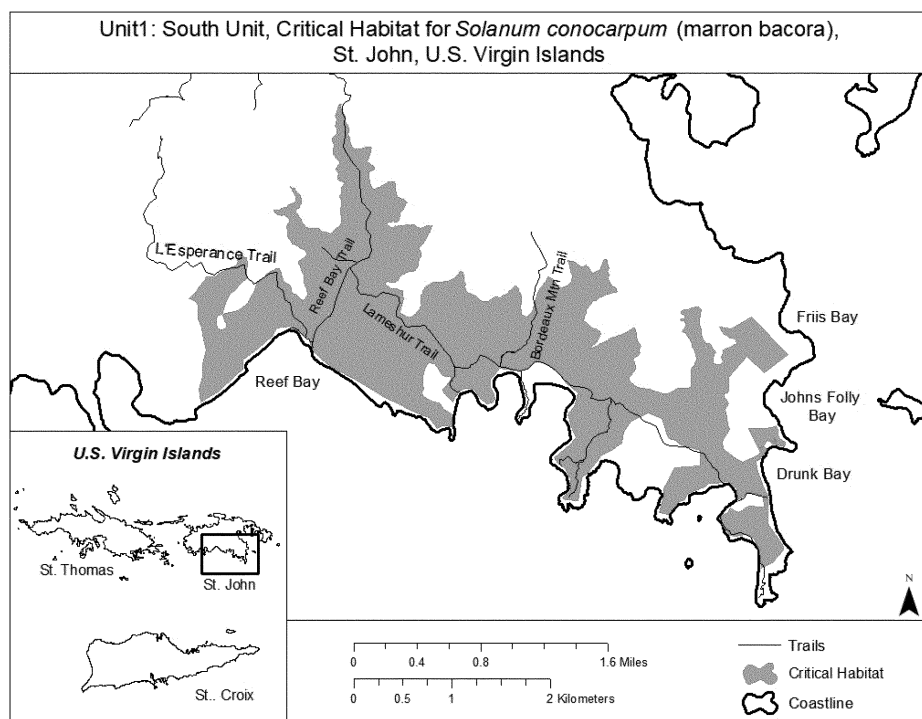 Unit1: South Unit, Critical Habitat for Solanum conocarpum (marron bacora),
St. John, U.S. Virgin Islands
L'Esperance Trail
Reef Bay Trail
Lameshur Trail
Bordeaux Mtn Trail
Friis Bay
Reef Bay
Johns Folly
Bay
Drunk Bay
U.S. Virgin Islands
St. Thomas
St. John
St.. Croix
N
0 0.4 0.8 1.6 Miles
0 0.5 1 2 Kilometers
Trails
Critical Habitat
Coastline